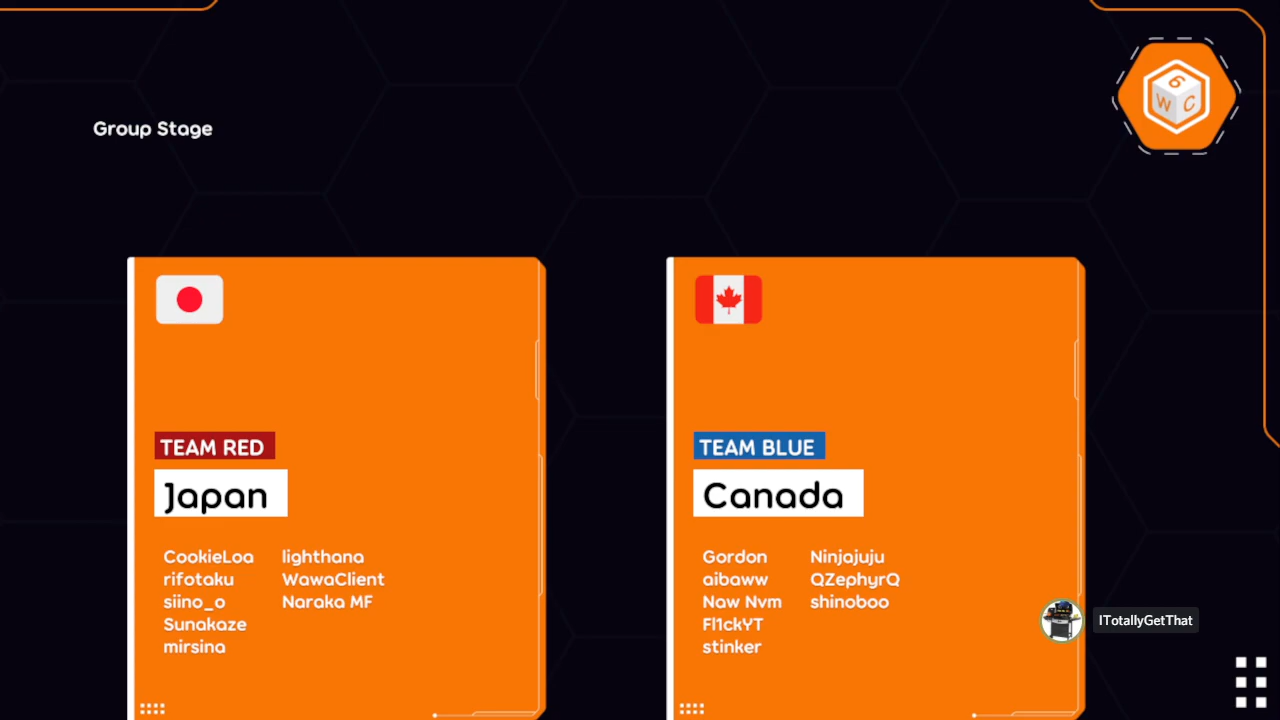 6
W C
Group Stage
TEAM RED
Japan
CookieLoa
rifotaku
siino_o
Sunakaze
mirsina
lighthana
WawaClient
Naraka MF
TEAM BLUE
Canada
Gordon
aibaww
Naw Nvm
Fl1ckYT
stinker
Ninjajuju
QZephyrQ
shinoboo
ITotallyGetThat